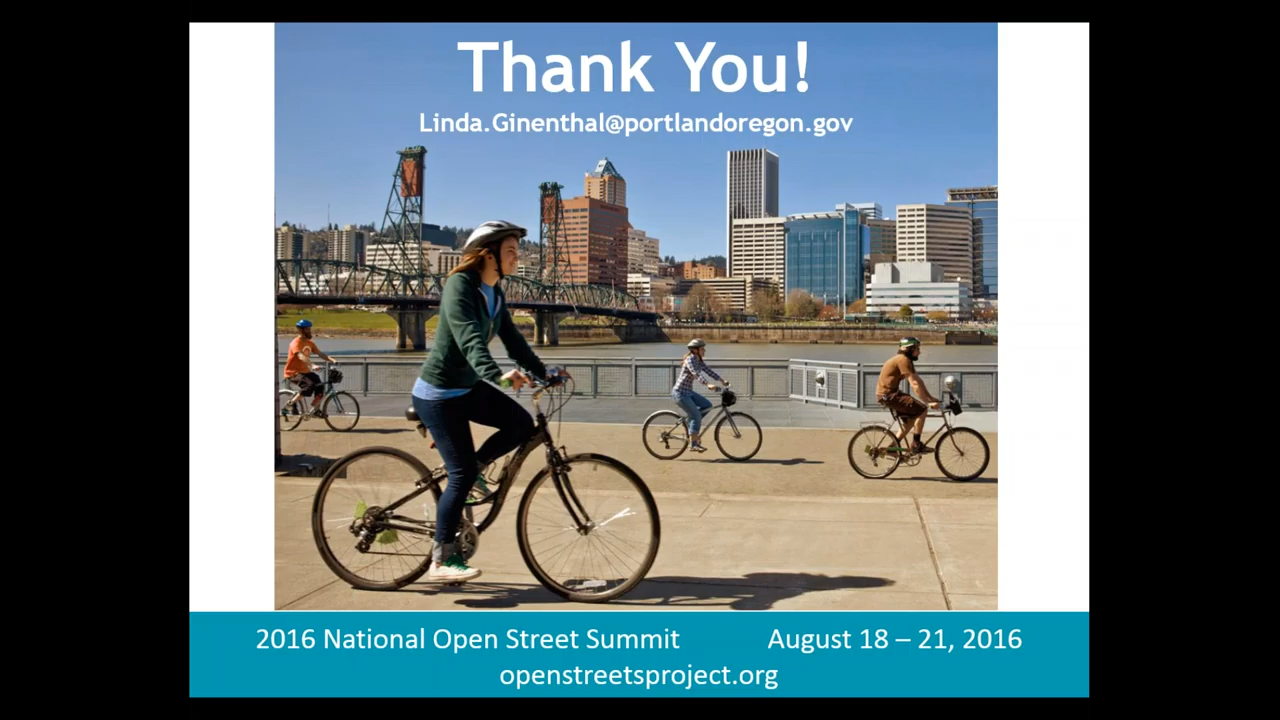 Thank You!
Linda.Ginenthal@portlandoregon.gov
2016 National Open Street Summit August 18 – 21, 2016
openstreetsproject.org